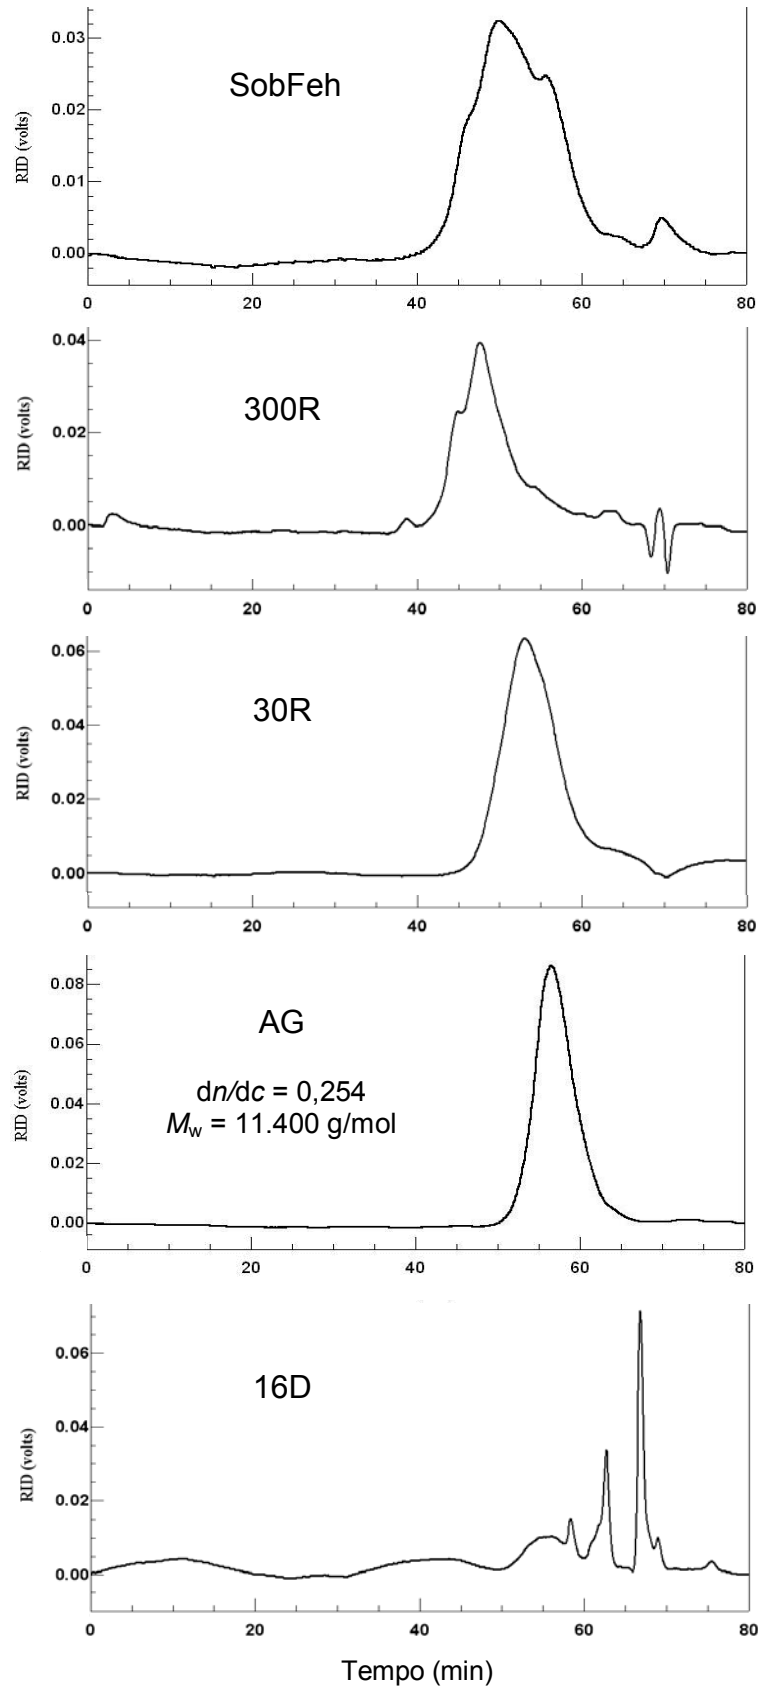 SobFeh
RID (volts)
0.03
0.02
0.01
0.00
0 20 40 60 80
300R
RID (volts)
0.04
0.02
0.00
0 20 40 60 80
30R
RID (volts)
0.06
0.04
0.02
0.00
0 20 40 60 80
AG
dn/dc = 0,254
Mw = 11.400 g/mol
RID (volts)
0.08
0.06
0.04
0.02
0.00
0 20 40 60 80
16D
RID (volts)
0.06
0.04
0.02
0.00
0 20 40 60 80
Tempo (min)